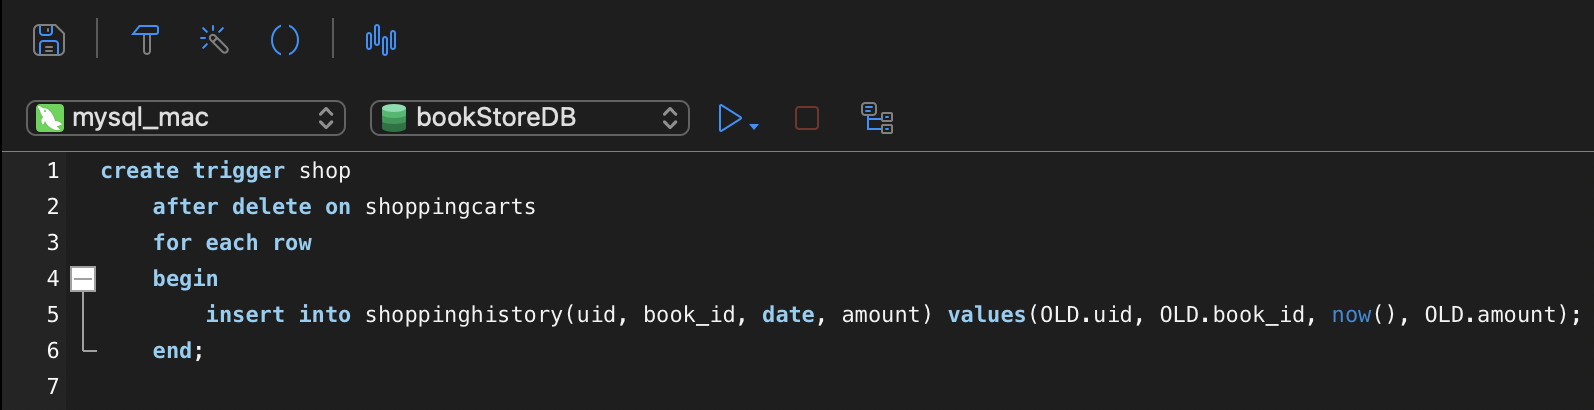 mysql_mac bookStoreDB
1 create trigger shop
2 after delete on shoppingcarts
3 for each row
4 begin
5 insert into shoppinghistory(uid, book_id, date, amount) values(OLD.uid, OLD.book_id, now(), OLD.amount);
6 end;
7